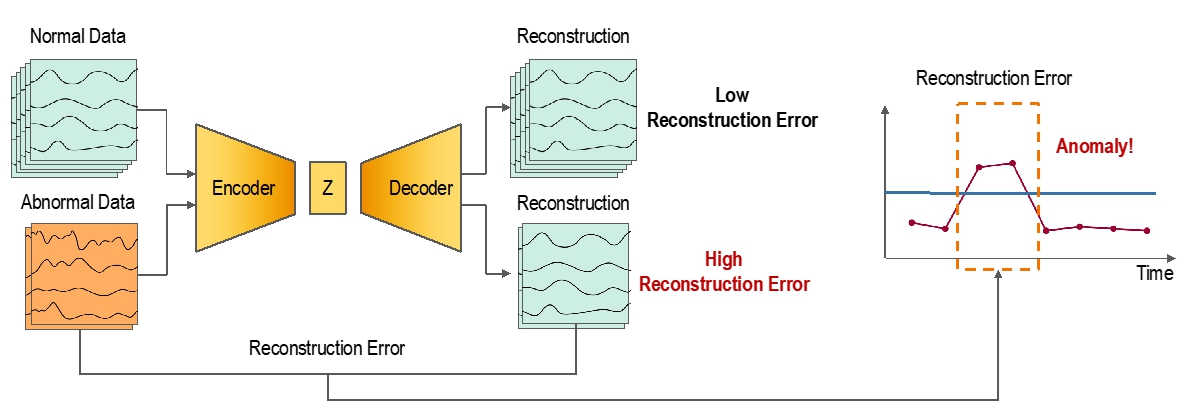 Normal Data
Reconstruction
Low
Reconstruction Error
Reconstruction Error
Anomaly!
Encoder
Z
Decoder
Abnormal Data
Reconstruction
High
Reconstruction Error
Time
Reconstruction Error